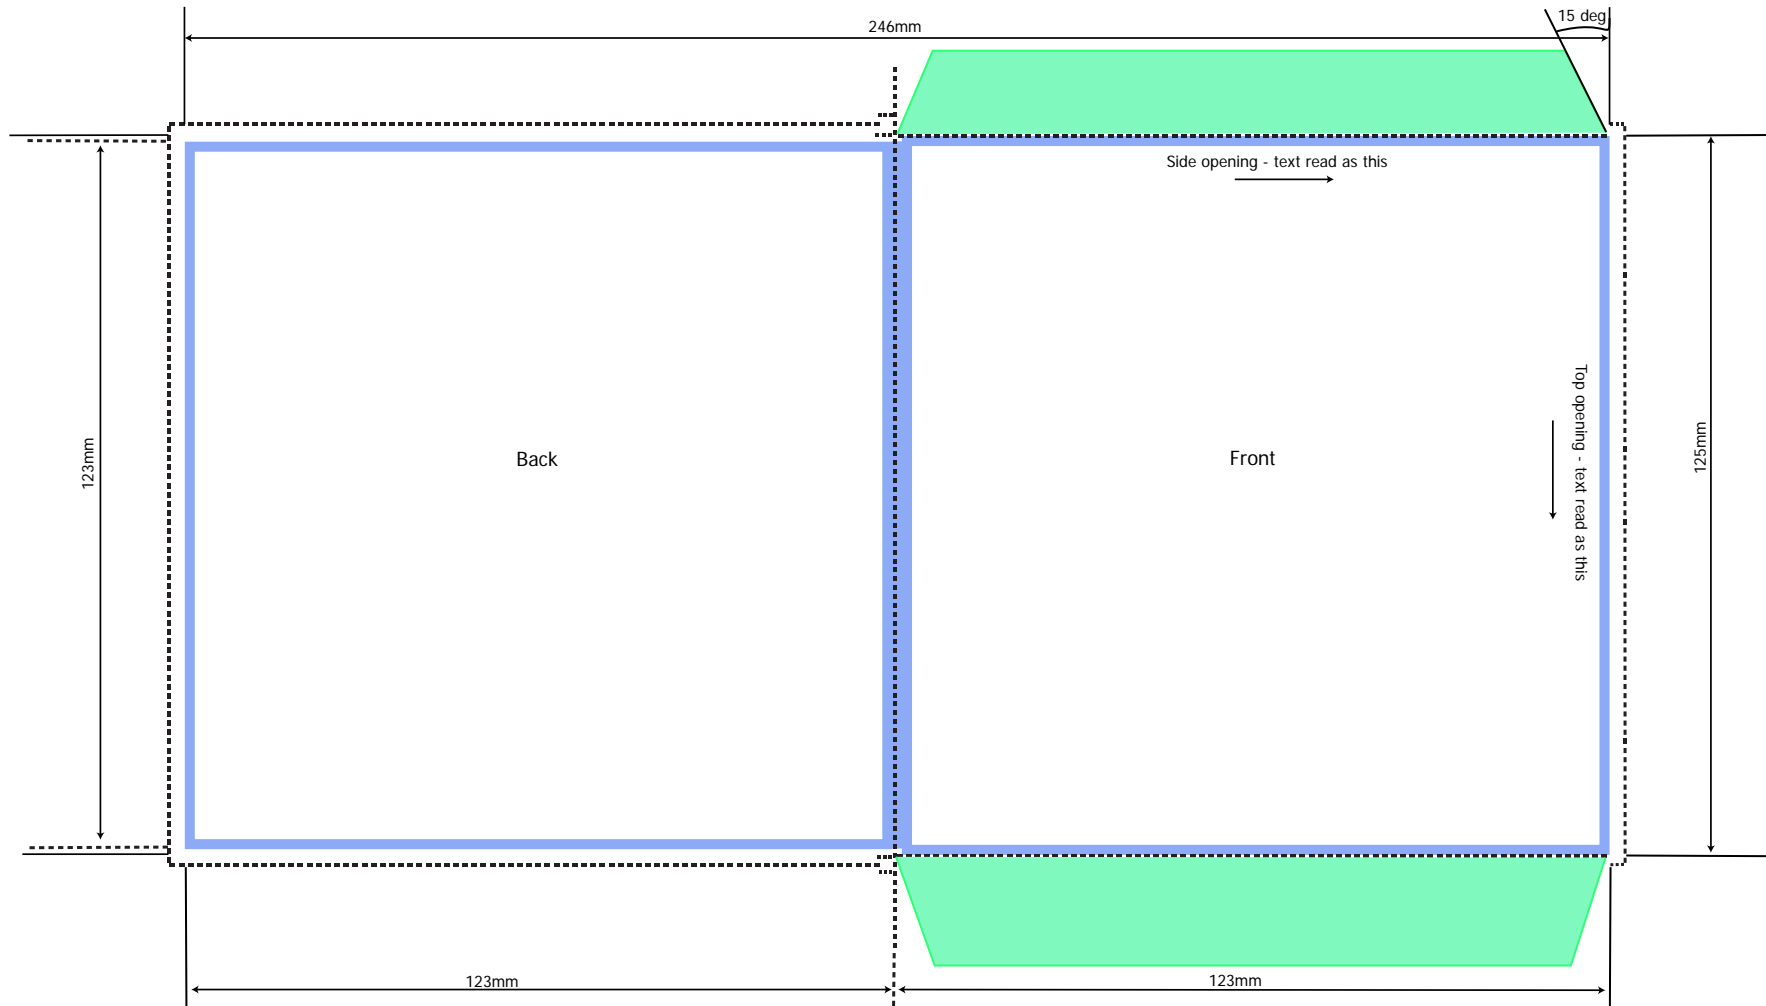 15 deg
246mm
Side opening - text read as this
Top opening - text read as this
Back
Front
123mm
125mm
123mm
123mm